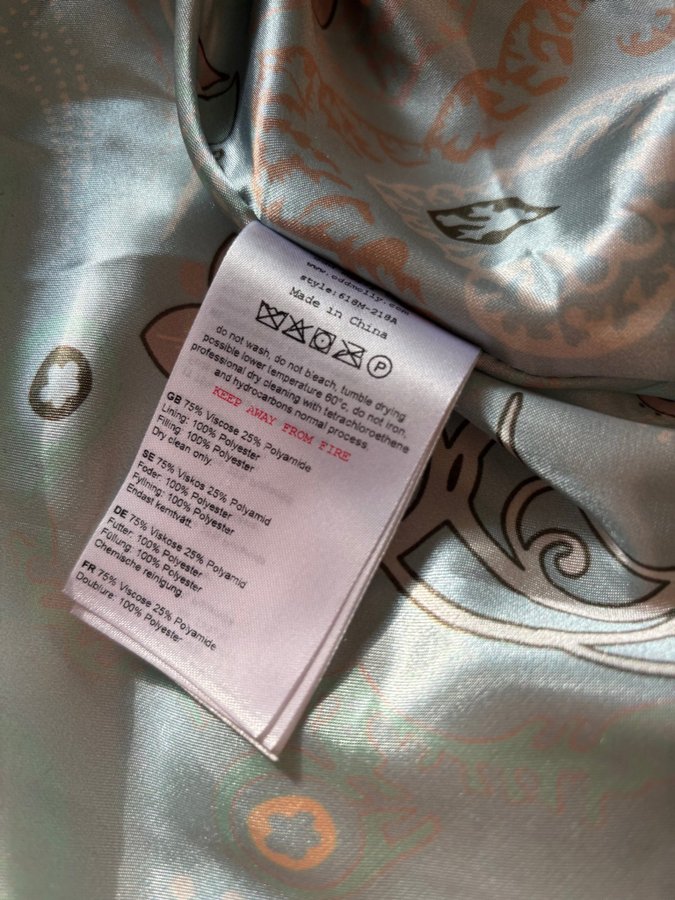 www.oddmolly.com
style:618M-218A
Made in China
P
do not wash, do not bleach, tumble drying
possible lower temperature 60°c, do not iron,
professional dry cleaning with tetrachloroethene
and hydrocarbons normal process.
KEEP AWAY FROM FIRE
GB 75% Viscose 25% Polyamide
Lining: 100% Polyester
Filling: 100% Polyester
Dry clean only.
SE 75% Viskos 25% Polyamid
Foder: 100% Polyester
Fyllning: 100% Polyester
Endast kemtvätt.
DE 75% Viskose 25% Polyamid
Futter: 100% Polyester
Füllung: 100% Polyester
Chemische reinigung.
FR 75% Viscose 25% Polyamide
Doublure: 100% Polyester